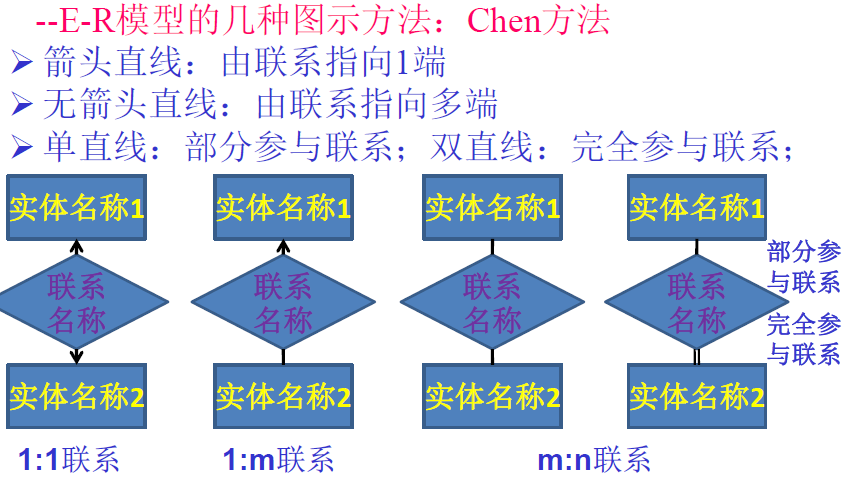 --E-R模型的几种图示方法：Chen方法
箭头直线：由联系指向1端
无箭头直线：由联系指向多端
单直线：部分参与联系；双直线：完全参与联系；
实体名称1
实体名称1
实体名称1
实体名称1
部分参
与联系
联系
名称
联系
名称
联系
名称
联系
名称
完全参
与联系
实体名称2
实体名称2
实体名称2
实体名称2
1:1联系
1:m联系
m:n联系